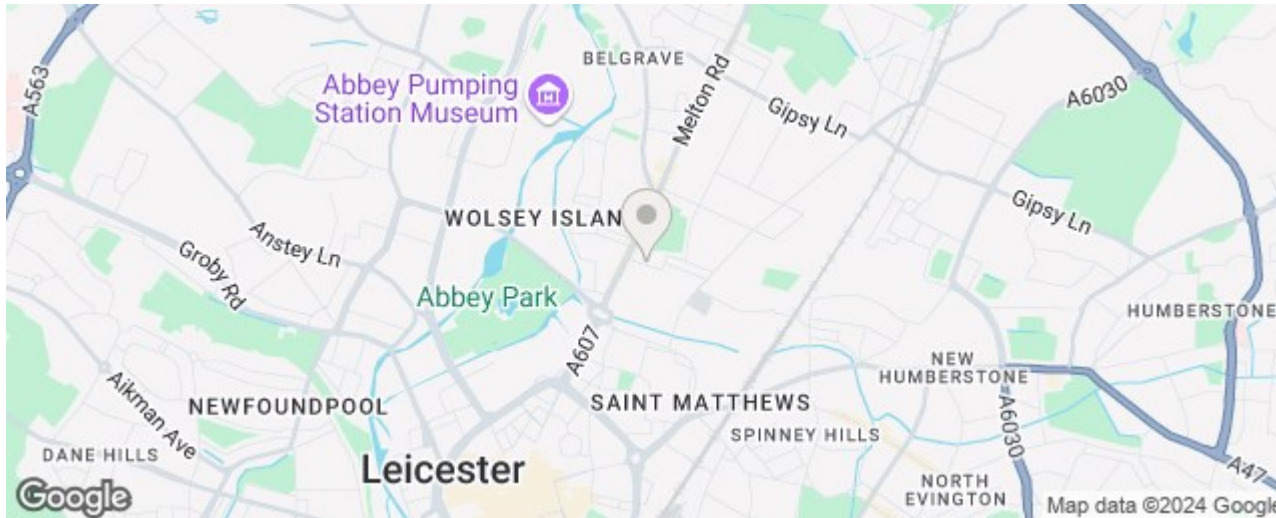 BELGRAVE
A563
Abbey Pumping
Station Museum
Melton Rd
Gipsy Ln
A6030
WOLSEY ISLAN
Gipsy Ln
Anstey Ln
Groby Rd
Abbey Park
HUMBERSTONE
A607
NEW
HUMBERSTONE
Aikman Ave
NEWFOUNDPOOL
SAINT MATTHEWS
A6030
SPINNEY HILLS
DANE HILLS
Leicester
A47
NORTH
EVINGTON
Google
Map data ©2024 Google